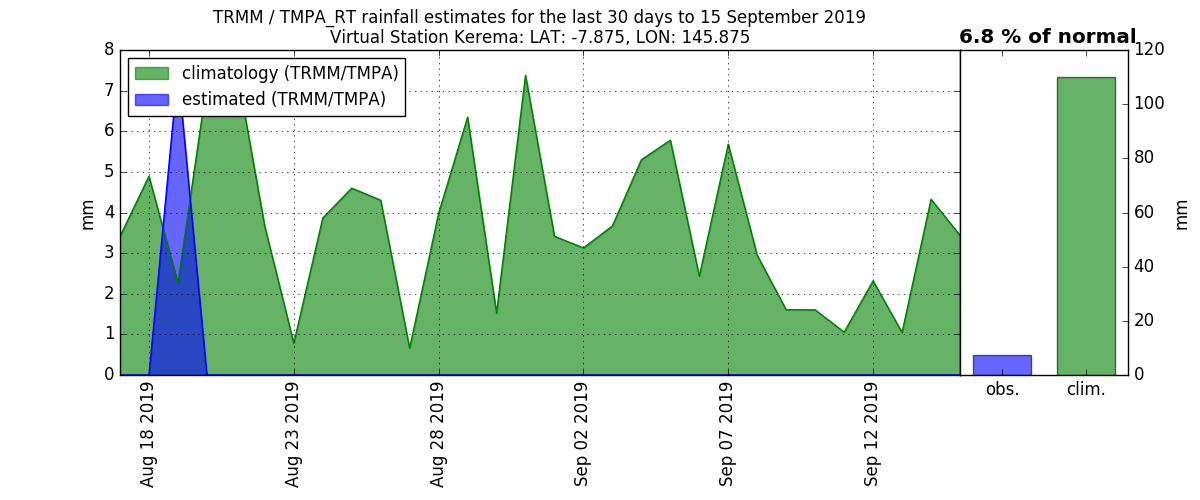 TRMM / TMPA_RT rainfall estimates for the last 30 days to 15 September 2019
Virtual Station Kerema: LAT: -7.875, LON: 145.875
6.8 % of normal
climatology (TRMM/TMPA)
estimated (TRMM/TMPA)
8
7
6
5
4
3
2
1
0
mm
Aug 18 2019
Aug 23 2019
Aug 28 2019
Sep 02 2019
Sep 07 2019
Sep 12 2019
120
100
80
60
40
20
0
mm
obs.
clim.